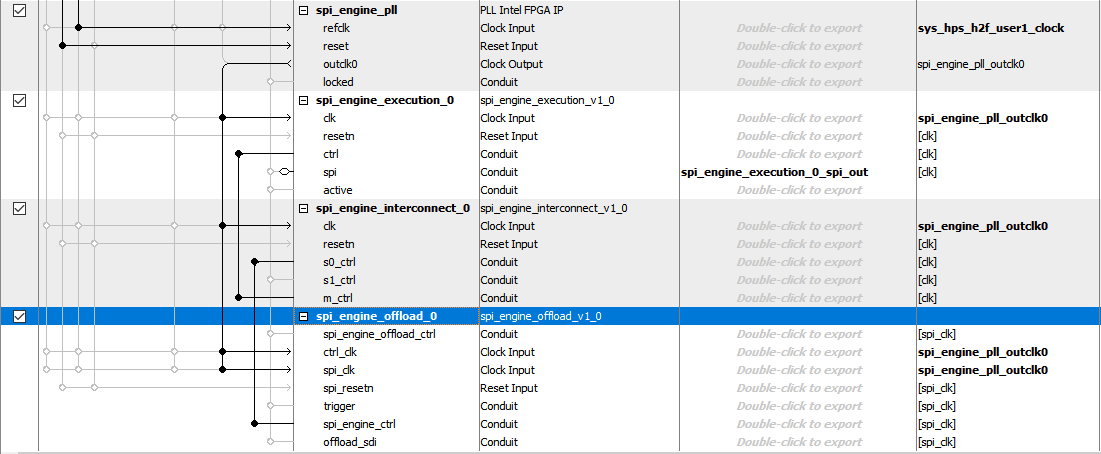 spi_engine_pll PLL Intel FPGA IP
refclk Clock Input Double-click to export sys_hps_h2f_user1_clock
reset Reset Input Double-click to export
outclk0 Clock Output Double-click to export spi_engine_pll_outclk0
locked Conduit Double-click to export
spi_engine_execution_0 spi_engine_execution_v1_0
clk Clock Input Double-click to export spi_engine_pll_outclk0
resetn Reset Input Double-click to export [clk]
ctrl Conduit Double-click to export [clk]
spi Conduit spi_engine_execution_0_spi_out [clk]
active Conduit Double-click to export
spi_engine_interconnect_0 spi_engine_interconnect_v1_0
clk Clock Input Double-click to export spi_engine_pll_outclk0
resetn Reset Input Double-click to export [clk]
s0_ctrl Conduit Double-click to export [clk]
s1_ctrl Conduit Double-click to export [clk]
m_ctrl Conduit Double-click to export [clk]
spi_engine_offload_0 spi_engine_offload_v1_0
spi_engine_offload_ctrl Conduit Double-click to export [spi_clk]
ctrl_clk Clock Input Double-click to export spi_engine_pll_outclk0
spi_clk Clock Input Double-click to export spi_engine_pll_outclk0
spi_resetn Reset Input Double-click to export [spi_clk]
trigger Conduit Double-click to export [spi_clk]
spi_engine_ctrl Conduit Double-click to export [spi_clk]
offload_sdi Conduit Double-click to export [spi_clk]